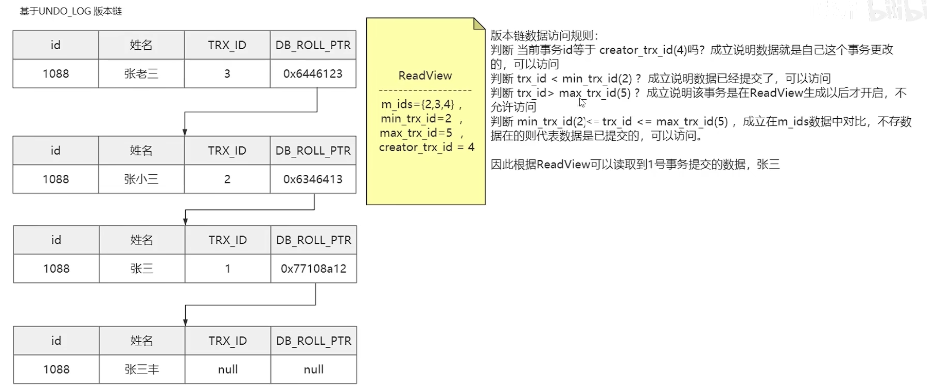 基于UNDO_LOG 版本链
id 姓名 TRX_ID DB_ROLL_PTR
1088 张老三 3 0x6446123
id 姓名 TRX_ID DB_ROLL_PTR
1088 张小三 2 0x6346413
id 姓名 TRX_ID DB_ROLL_PTR
1088 张三 1 0x77108a12
id 姓名 TRX_ID DB_ROLL_PTR
1088 张三丰 null null
ReadView
m_ids={2,3,4} ,
min_trx_id=2 ,
max_trx_id=5 ,
creator_trx_id = 4
版本链数据访问规则:
判断 当前事务id等于 creator_trx_id(4)吗? 成立说明数据就是自己这个事务更改
的, 可以访问
判断 trx_id < min_trx_id(2) ? 成立说明数据已经提交了, 可以访问
判断 trx_id> max_trx_id(5) ? 成立说明该事务是在ReadView生成以后才开启, 不
允许访问
判断 min_trx_id(2)<= trx_id <= max_trx_id(5) , 成立在m_ids数据中对比, 不存数
据在的则代表数据是已提交的, 可以访问。
因此根据ReadView可以读取到1号事务提交的数据, 张三
bilibi